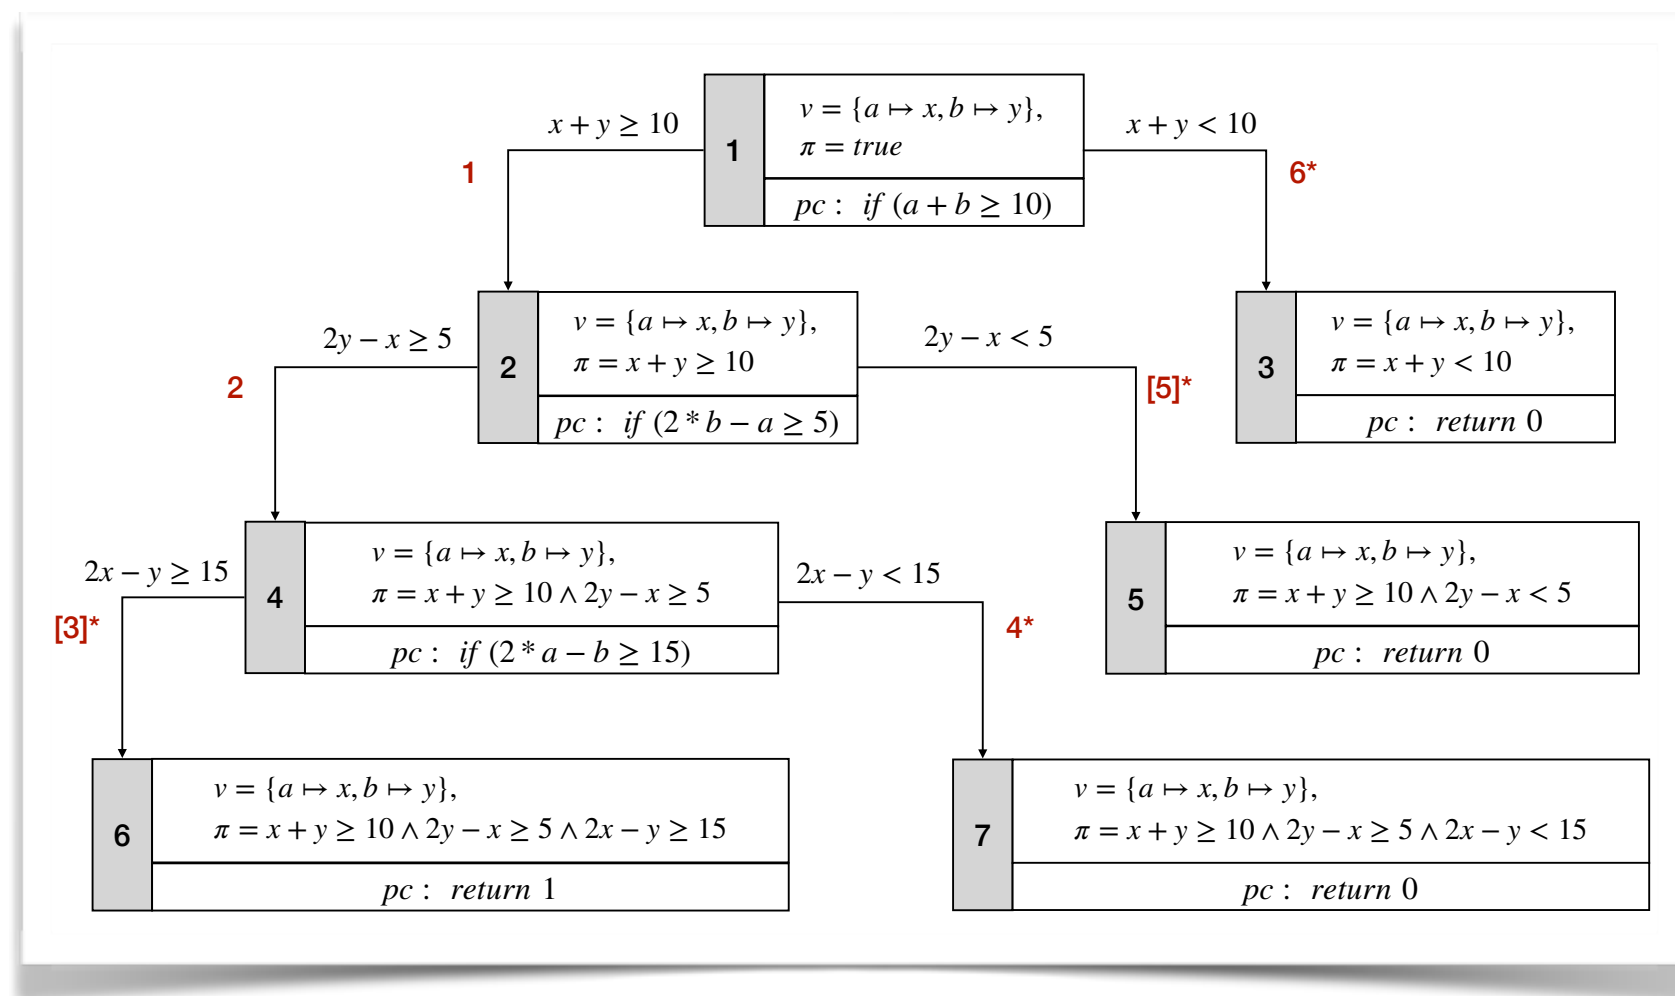 x + y ≥ 10
x + y < 10
1
1
v = {a ↦ x, b ↦ y},
π = true
pc : if (a + b ≥ 10)
6*
2y − x ≥ 5
2y − x < 5
2
2
v = {a ↦ x, b ↦ y},
π = x + y ≥ 10
pc : if (2 * b − a ≥ 5)
[5]*
3
v = {a ↦ x, b ↦ y},
π = x + y < 10
pc : return 0
2x − y ≥ 15
2x − y < 15
[3]*
4
v = {a ↦ x, b ↦ y},
π = x + y ≥ 10 ∧ 2y − x ≥ 5
pc : if (2 * a − b ≥ 15)
4*
5
v = {a ↦ x, b ↦ y},
π = x + y ≥ 10 ∧ 2y − x < 5
pc : return 0
6
v = {a ↦ x, b ↦ y},
π = x + y ≥ 10 ∧ 2y − x ≥ 5 ∧ 2x − y ≥ 15
pc : return 1
7
v = {a ↦ x, b ↦ y},
π = x + y ≥ 10 ∧ 2y − x ≥ 5 ∧ 2x − y < 15
pc : return 0